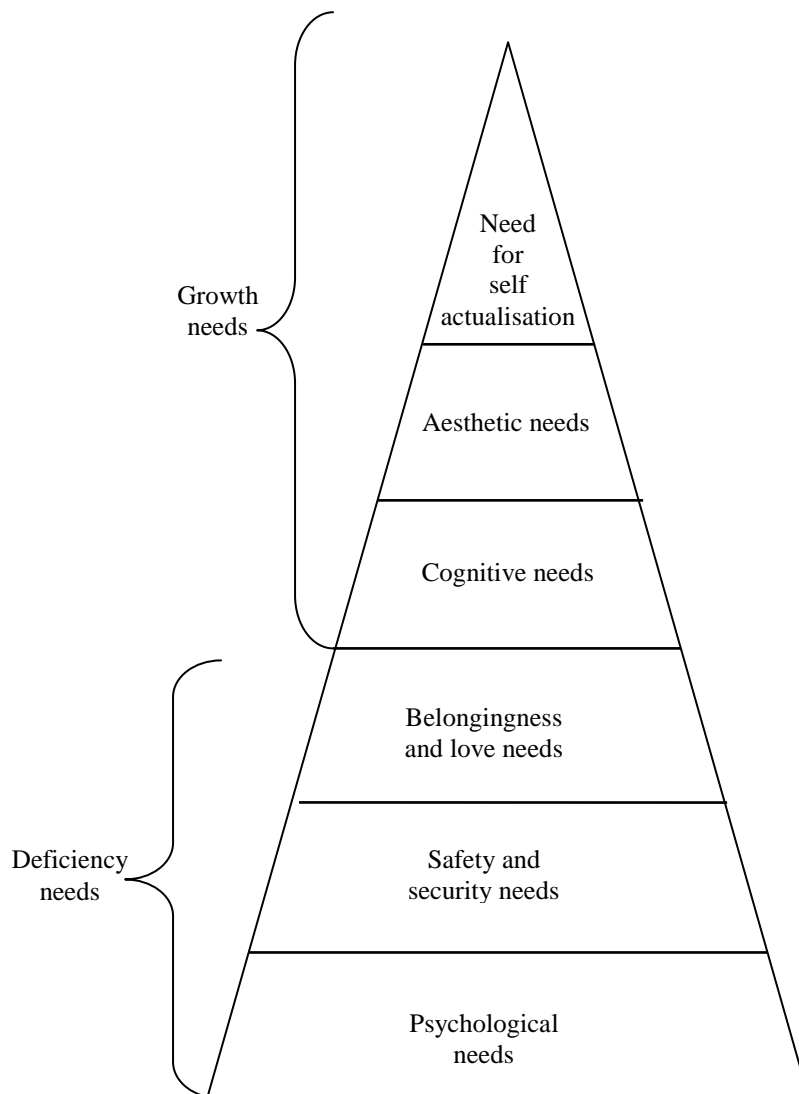 Need
for
self
actualisation
Growth
needs
Aesthetic needs
Cognitive needs
Belongingness
and love needs
Deficiency
needs
Safety and
security needs
Psychological
needs